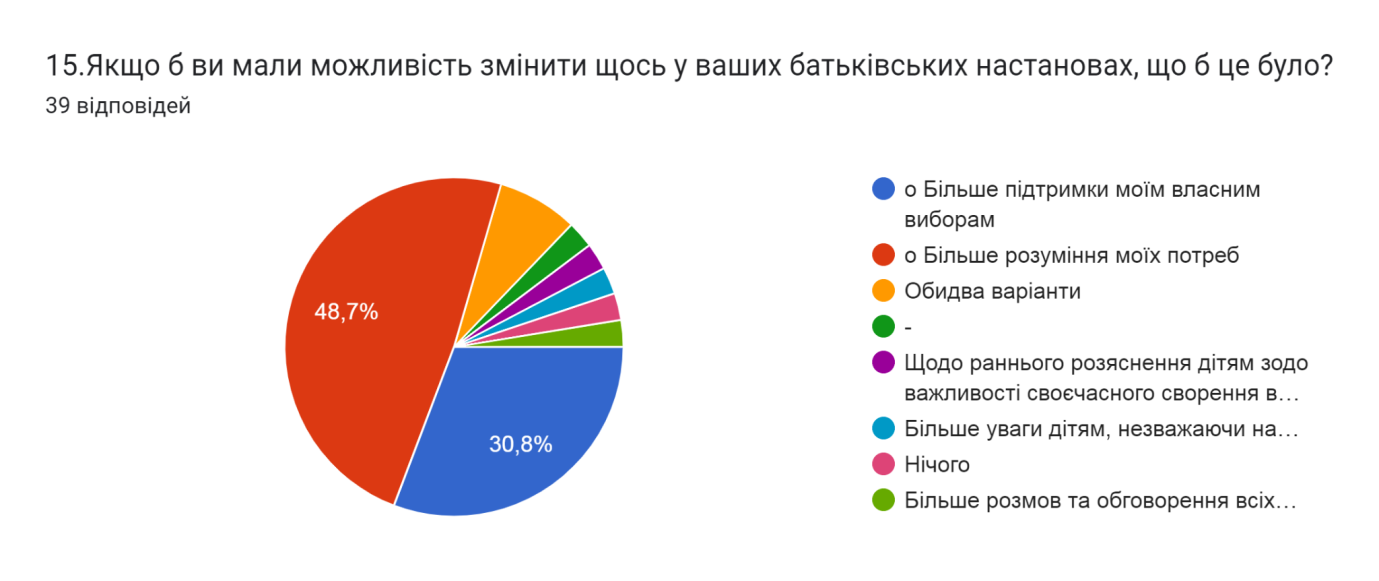 15.Якщо б ви мали можливість змінити щось у ваших батьківських настановах, що б це було?
39 відповідей
48,7%
30,8%
о Більше підтримки моїм власним
виборам
о Більше розуміння моїх потреб
Обидва варіанти
-
Щодо раннього розяснення дітям зодо
важливості своєчасного сворення в…
Більше уваги дітям, незважаючи на…
Нічого
Більше розмов та обговорення всіх…